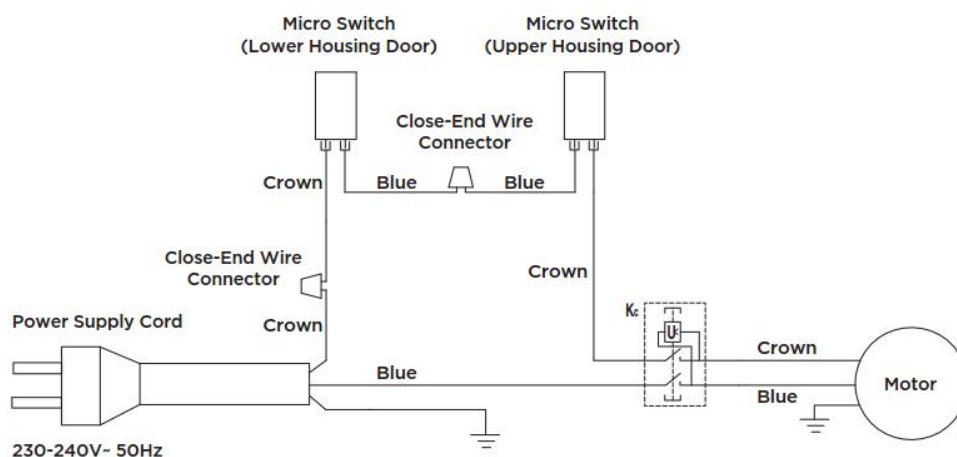 Micro Switch
(Lower Housing Door)
Micro Switch
(Upper Housing Door)
Close-End Wire
Connector
Crown
Blue
Blue
Close-End Wire
Connector
Crown
Crown
Power Supply Cord
Kc
U<
Crown
Blue
Crown
Blue
Motor
230-240V~ 50Hz